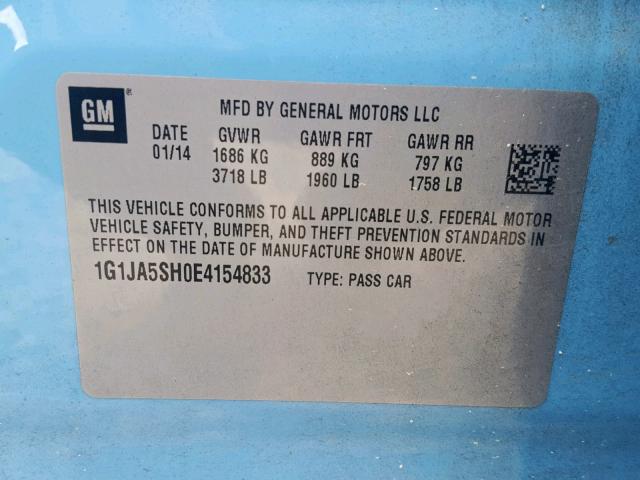 GM
MFD BY GENERAL MOTORS LLC
DATE GVWR GAWR FRT GAWR RR
01/14 1686 KG 889 KG 797 KG
3718 LB 1960 LB 1758 LB
THIS VEHICLE CONFORMS TO ALL APPLICABLE U.S. FEDERAL MOTOR
VEHICLE SAFETY, BUMPER, AND THEFT PREVENTION STANDARDS IN
EFFECT ON THE DATE OF MANUFACTURE SHOWN ABOVE.
1G1JA5SH0E4154833 TYPE: PASS CAR